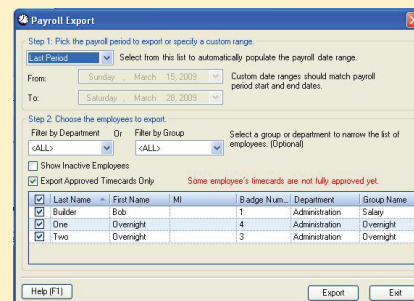 Payroll Export
Step 1: Pick the payroll period to export or specify a custom range.
Last Period Select from this list to automatically populate the payroll date range.
From: Sunday , March 15, 2009 Custom date ranges should match payroll
period start and end dates.
To: Saturday , March 28, 2009
Step 2: Choose the employees to export.
Filter by Department Or Filter by Group Select a group or department to narrow the list of
employees. (Optional)
<ALL> <ALL>
Show Inactive Employees
Export Approved Timecards Only Some employee's timecards are not fully approved yet.
Last Name First Name MI Badge Num... Department Group Name
Builder Bob 1 Administration Salary
One Overnight 4 Administration Overnight
Two Overnight 3 Administration Overnight
Help (F1) Export Exit